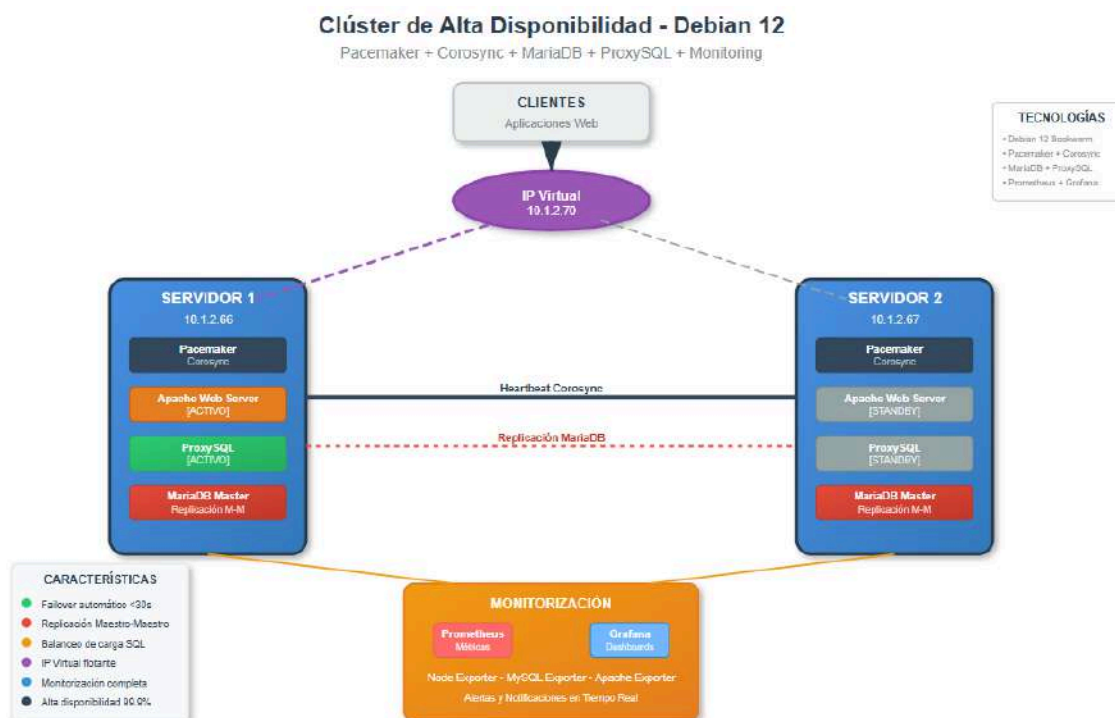 Clúster de Alta Disponibilidad - Debian 12
Pacemaker + Corosync + MariaDB + ProxySQL + Monitoring
CLIENTES
Aplicaciones Web
TECNOLOGÍAS
• Debian 12 Bookworm
• Pacemaker + Corosync
• MariaDB + ProxySQL
• Prometheus + Grafana
IP Virtual
10.1.2.70
SERVIDOR 1
10.1.2.66
Pacemaker
Corosync
Apache Web Server
[ACTIVO]
ProxySQL
[ACTIVO]
MariaDB Master
Replicación M-M
Heartbeat Corosync
Replicación MariaDB
SERVIDOR 2
10.1.2.67
Pacemaker
Corosync
Apache Web Server
[STANDBY]
ProxySQL
[STANDBY]
MariaDB Master
Replicación M-M
CARACTERÍSTICAS
Failover automático <30s
Replicación Maestro-Maestro
Balanceo de carga SQL
IP Virtual flotante
Monitorización completa
Alta disponibilidad 99.9%
MONITORIZACIÓN
Prometheus
Métricas
Grafana
Dashboards
Node Exporter - MySQL Exporter - Apache Exporter
Alertas y Notificaciones en Tiempo Real